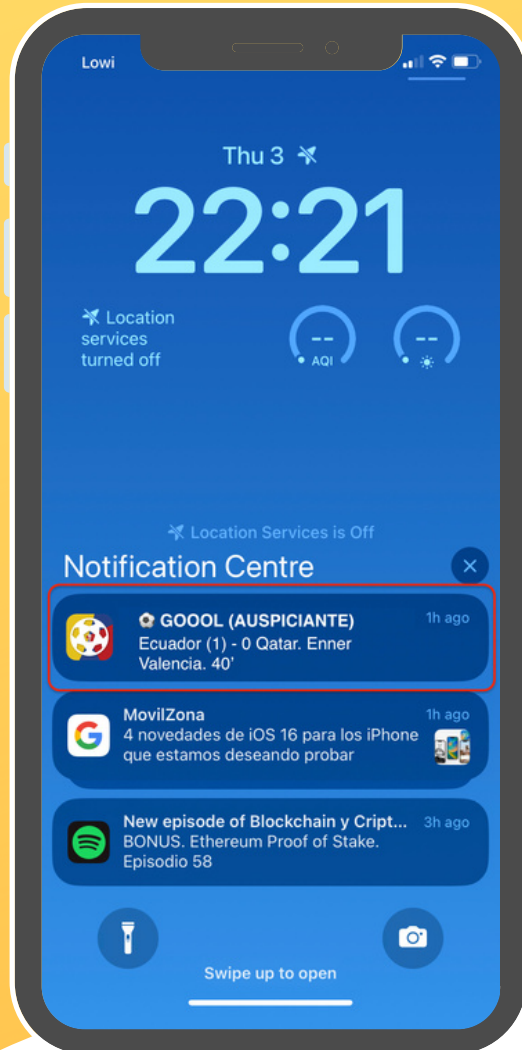 Lowi
Thu 3
22:21
Location
services
turned off
--
AQI
--
Location Services is Off
Notification Centre
⚽ GOOOL (AUSPICIANTE)
1h ago
Ecuador (1) - 0 Qatar. Enner
Valencia. 40'
MovilZona
1h ago
4 novedades de iOS 16 para los iPhone
que estamos deseando probar
New episode of Blockchain y Cript...
3h ago
BONUS. Ethereum Proof of Stake.
Episodio 58
Swipe up to open